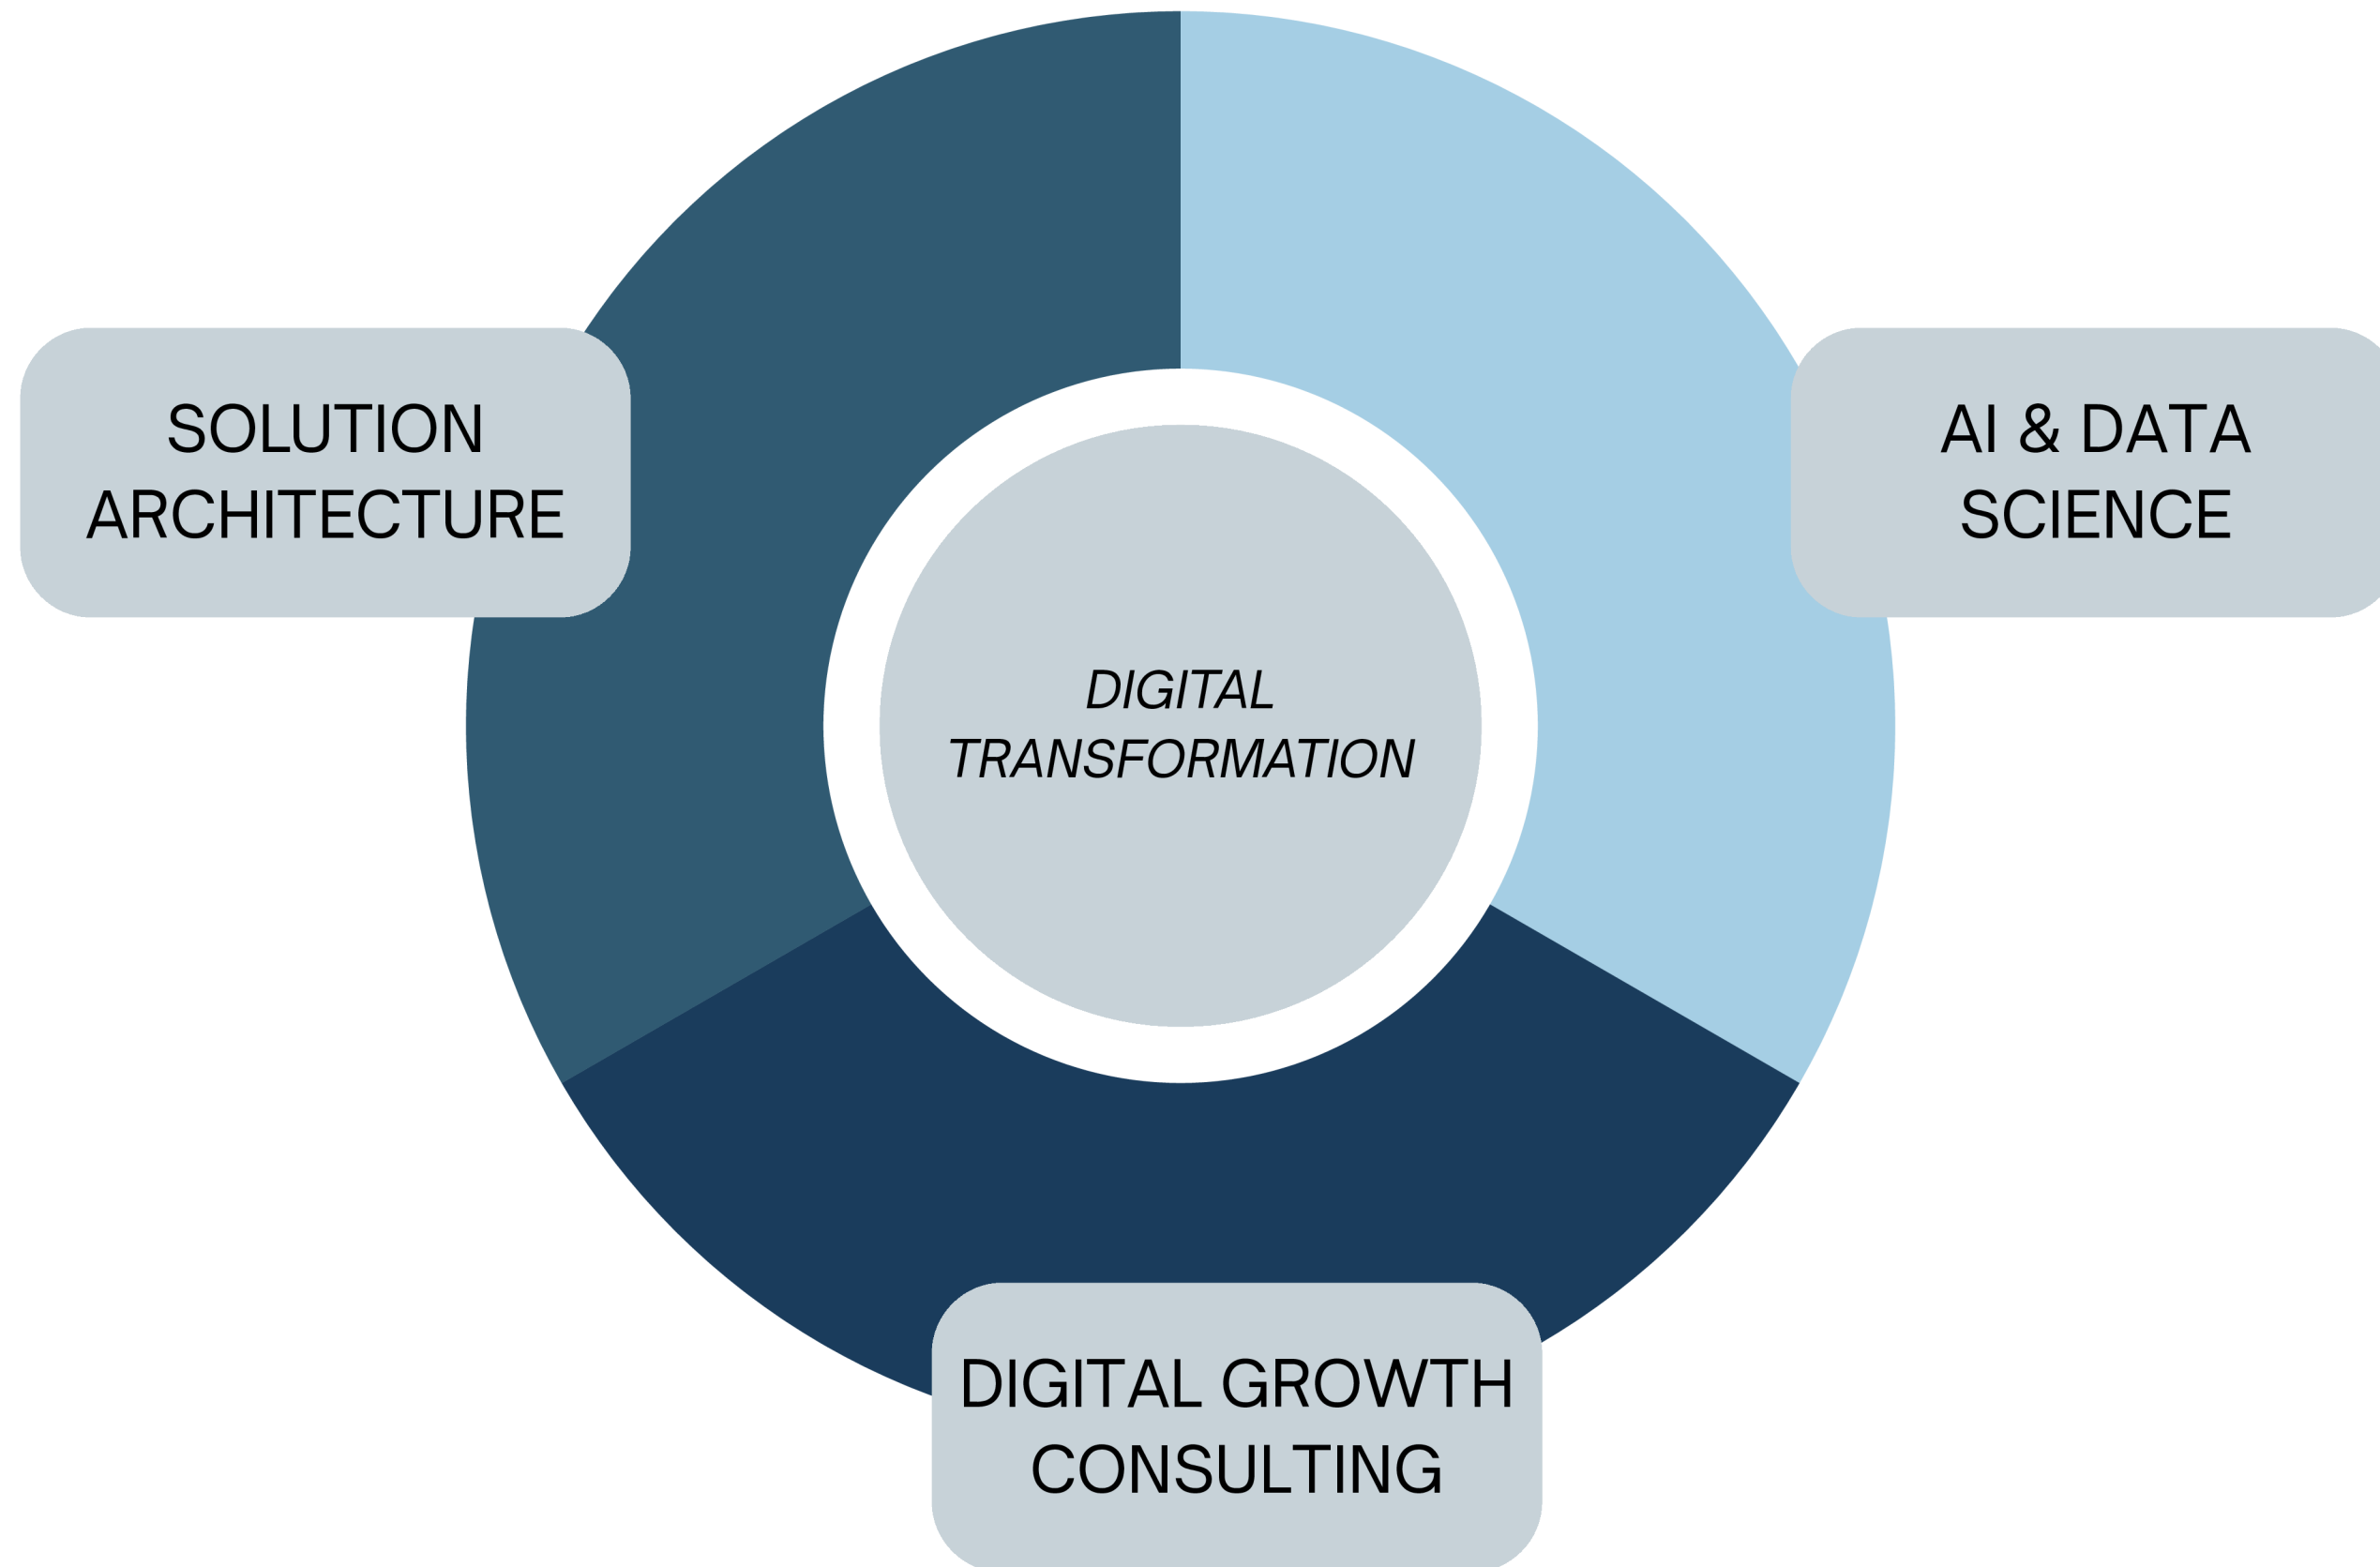 SOLUTION
ARCHITECTURE
AI & DATA
SCIENCE
DIGITAL
TRANSFORMATION
DIGITAL GROWTH
CONSULTING